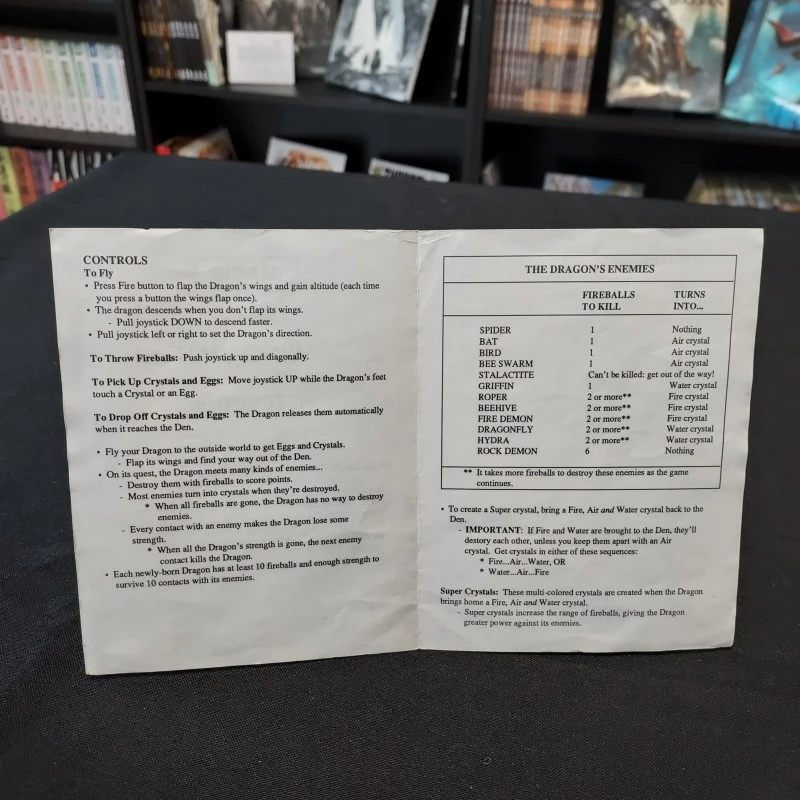 CONTROLS
To Fly
• Press Fire button to flap the Dragon's wings and gain altitude (each time
you press a button the wings flap once).
• The dragon descends when you don't flap its wings.
- Pull joystick DOWN to descend faster.
• Pull joystick left or right to set the Dragon's direction.
To Throw Fireballs: Push joystick up and diagonally.
To Pick Up Crystals and Eggs: Move joystick UP while the Dragon's feet
touch a Crystal or an Egg.
To Drop Off Crystals and Eggs: The Dragon releases them automatically
when it reaches the Den.
• Fly your Dragon to the outside world to get Eggs and Crystals.
- Flap its wings and find your way out of the Den.
• On its quest, the Dragon meets many kinds of enemies...
- Destroy them with fireballs to score points.
- Most enemies turn into crystals when they're destroyed.
* When all fireballs are gone, the Dragon has no way to destroy
enemies.
- Every contact with an enemy makes the Dragon lose some
strength.
* When all the Dragon's strength is gone, the next enemy
contact kills the Dragon.
• Each newly-born Dragon has at least 10 fireballs and enough strength to
survive 10 contacts with its enemies.
THE DRAGON'S ENEMIES
FIREBALLS TURNS
TO KILL INTO...
SPIDER 1 Nothing
BAT 1 Air crystal
BIRD 1 Air crystal
BEE SWARM 1 Air crystal
STALACTITE Can't be killed: get out of the way!
GRIFFIN 1 Water crystal
ROPER 2 or more** Fire crystal
BEEHIVE 2 or more** Fire crystal
FIRE DEMON 2 or more** Fire crystal
DRAGONFLY 2 or more** Water crystal
HYDRA 2 or more** Water crystal
ROCK DEMON 6 Nothing
** It takes more fireballs to destroy these enemies as the game
continues.
• To create a Super crystal, bring a Fire, Air and Water crystal back to the
Den.
- IMPORTANT: If Fire and Water are brought to the Den, they'll
destory each other, unless you keep them apart with an Air
crystal. Get crystals in either of these sequences:
* Fire...Air...Water, OR
* Water...Air...Fire
Super Crystals: These multi-colored crystals are created when the Dragon
brings home a Fire, Air and Water crystal.
- Super crystals increase the range of fireballs, giving the Dragon
greater power against its enemies.